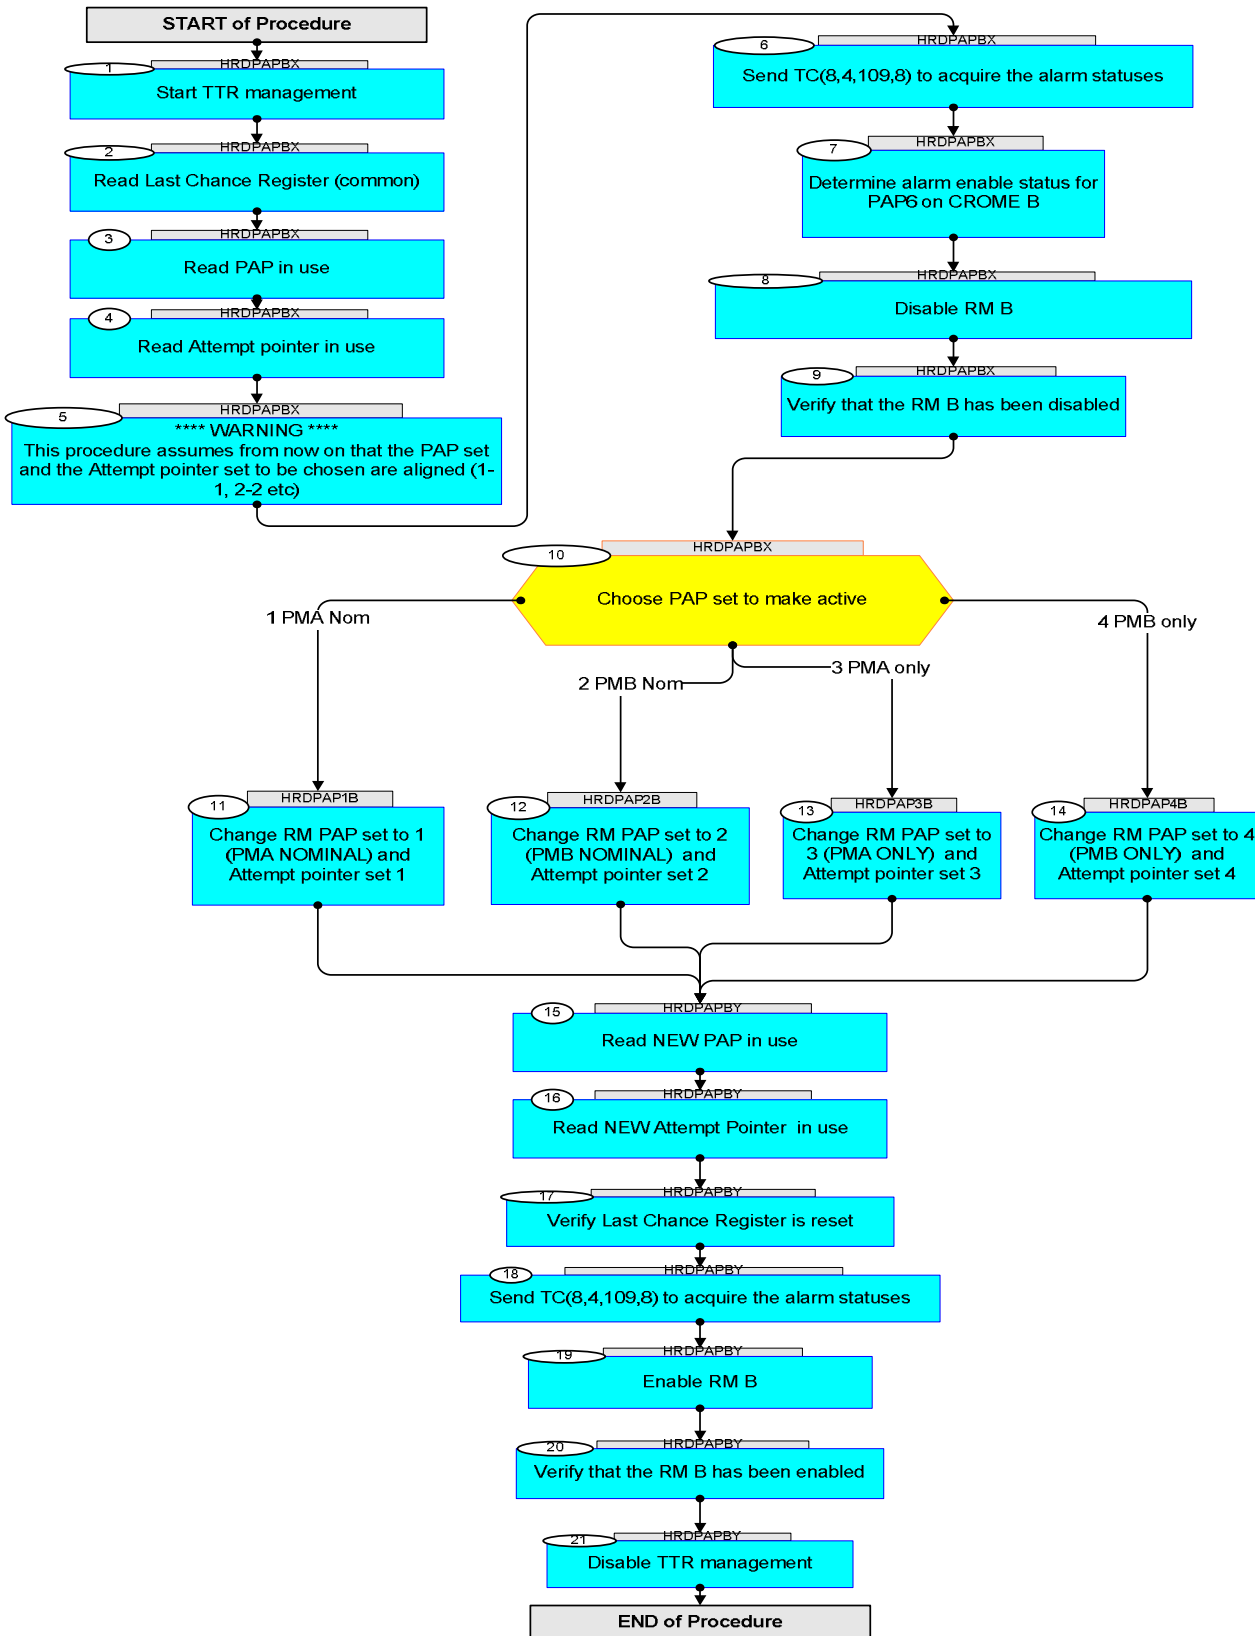 START of Procedure
HRDPAPBX
1
Start TTR management
HRDPAPBX
2
Read Last Chance Register (common)
HRDPAPBX
3
Read PAP in use
HRDPAPBX
4
Read Attempt pointer in use
HRDPAPBX
5
**** WARNING ****
This procedure assumes from now on that the PAP set
and the Attempt pointer set to be chosen are aligned (1-
1, 2-2 etc)
HRDPAPBX
6
Send TC(8,4,109,8) to acquire the alarm statuses
HRDPAPBX
7
Determine alarm enable status for
PAP6 on CROME B
HRDPAPBX
8
Disable RM B
HRDPAPBX
9
Verify that the RM B has been disabled
HRDPAPBX
10
Choose PAP set to make active
1 PMA Nom
2 PMB Nom
3 PMA only
4 PMB only
HRDPAP1B
11
Change RM PAP set to 1
(PMA NOMINAL) and
Attempt pointer set 1
HRDPAP2B
12
Change RM PAP set to 2
(PMB NOMINAL) and
Attempt pointer set 2
HRDPAP3B
13
Change RM PAP set to
3 (PMA ONLY) and
Attempt pointer set 3
HRDPAP4B
14
Change RM PAP set to 4
(PMB ONLY) and
Attempt pointer set 4
HRDPAPBY
15
Read NEW PAP in use
HRDPAPBY
16
Read NEW Attempt Pointer in use
HRDPAPBY
17
Verify Last Chance Register is reset
HRDPAPBY
18
Send TC(8,4,109,8) to acquire the alarm statuses
HRDPAPBY
19
Enable RM B
HRDPAPBY
20
Verify that the RM B has been enabled
HRDPAPBY
21
Disable TTR management
END of Procedure